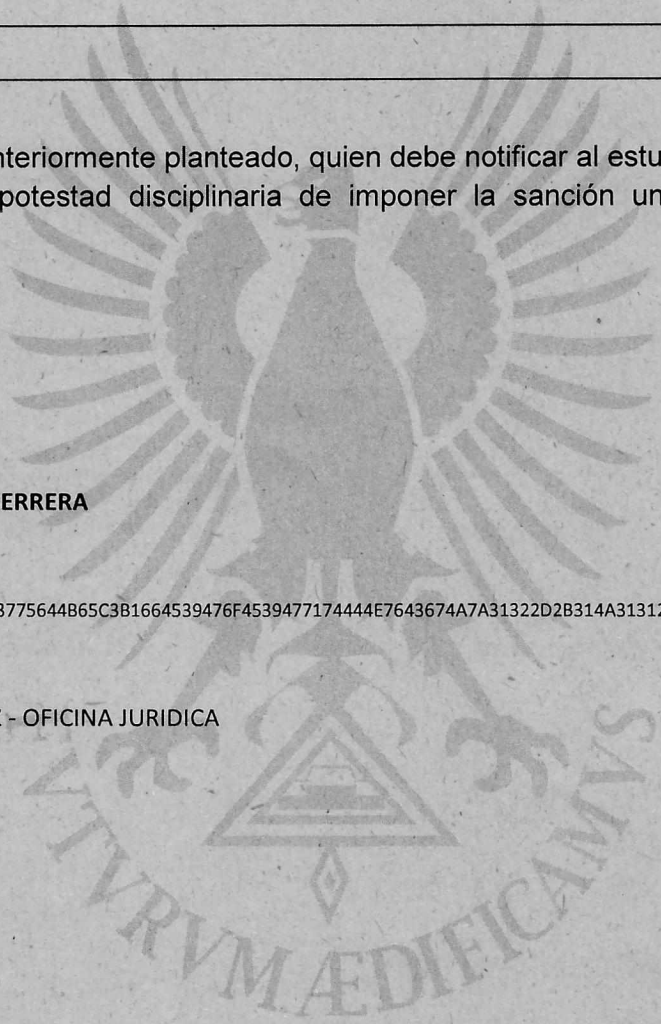 nteriormente planteado, quien debe notificar al estu
potestad disciplinaria de imponer la sanción un
ERRERA
3775644B65C3B1664539476F4539477174444E7643674A7A31322D2B314A31312
E - OFICINA JURIDICA
VTVRVM ÆDIFICAMVS